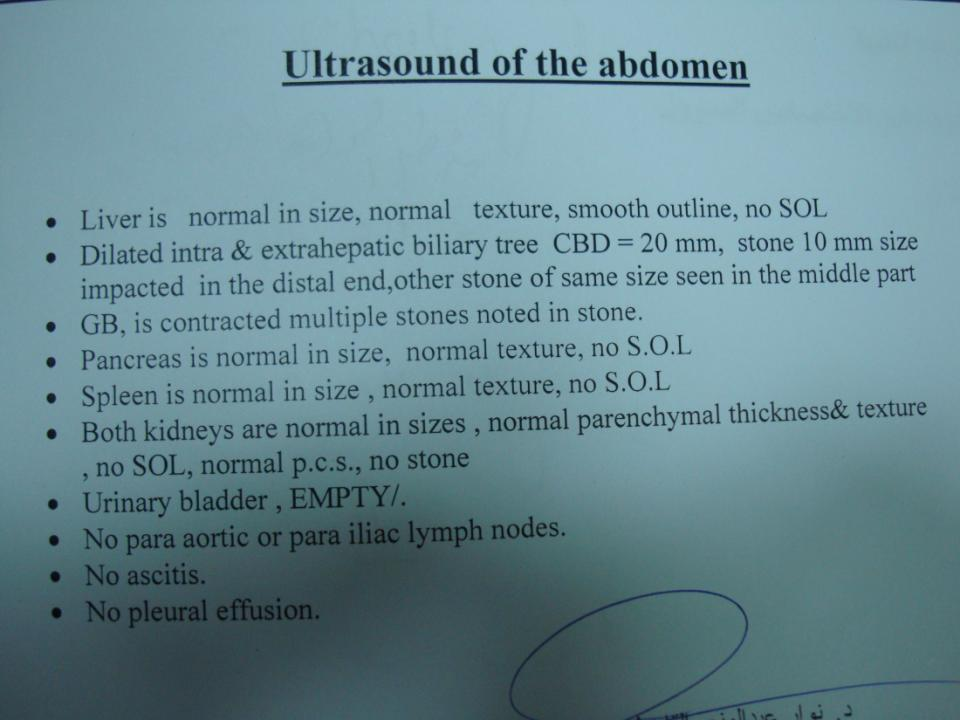 Ultrasound of the abdomen
• Liver is normal in size, normal texture, smooth outline, no SOL
• Dilated intra & extrahepatic biliary tree CBD = 20 mm, stone 10 mm size
impacted in the distal end,other stone of same size seen in the middle part
• GB, is contracted multiple stones noted in stone.
• Pancreas is normal in size, normal texture, no S.O.L
• Spleen is normal in size , normal texture, no S.O.L
• Both kidneys are normal in sizes , normal parenchymal thickness& texture
, no SOL, normal p.c.s., no stone
• Urinary bladder , EMPTY/.
• No para aortic or para iliac lymph nodes.
• No ascitis.
• No pleural effusion.